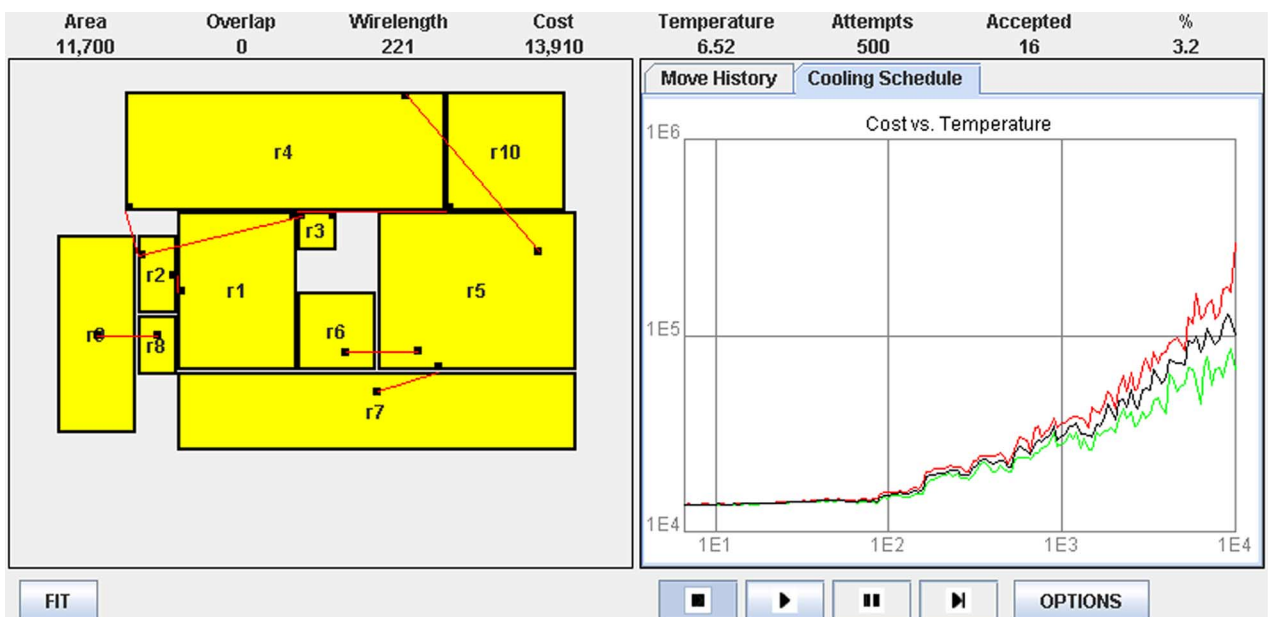 Area Overlap Wirelength Cost Temperature Attempts Accepted %
11,700 0 221 13,910 6.52 500 16 3.2
Move History Cooling Schedule
Cost vs. Temperature
1E6
1E5
1E4
1E1 1E2 1E3 1E4
r4 r10
r3
r2 r1 r5
r6
r8
r7
FIT OPTIONS